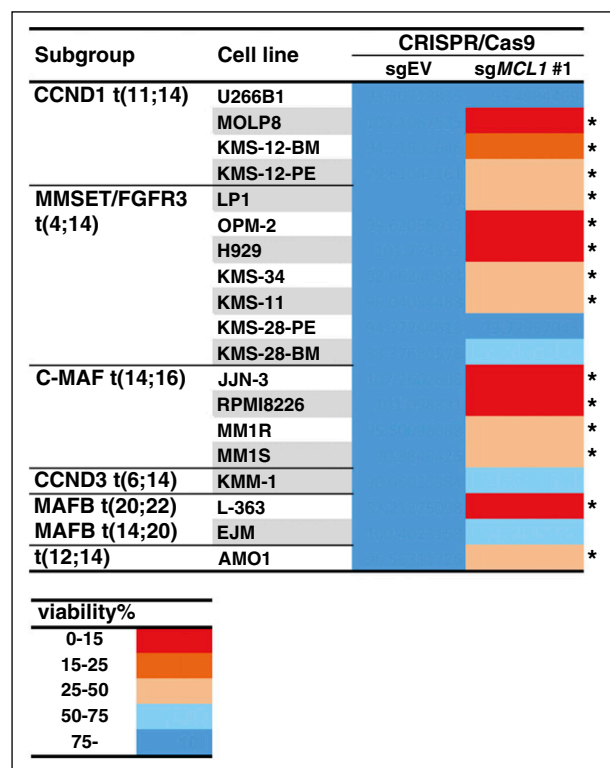 Subgroup Cell line CRISPR/Cas9
sgEV sgMCL1 #1
CCND1 t(11;14) U266B1
MOLP8 *
KMS-12-BM *
KMS-12-PE *
MMSET/FGFR3 LP1 *
t(4;14) OPM-2 *
H929 *
KMS-34 *
KMS-11 *
KMS-28-PE
KMS-28-BM
C-MAF t(14;16) JJN-3 *
RPMI8226 *
MM1R *
MM1S *
CCND3 t(6;14) KMM-1
MAFB t(20;22) L-363 *
MAFB t(14;20) EJM
t(12;14) AMO1 *
viability%
0-15
15-25
25-50
50-75
75-